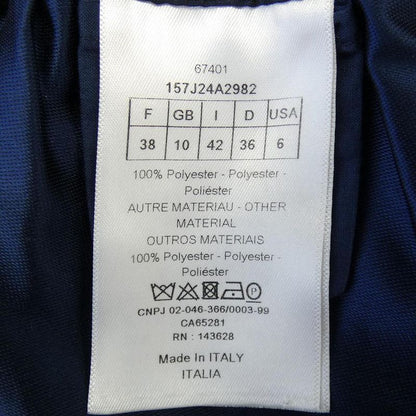 67401
157J24A2982
F GB I D USA
38 10 42 36 6
100% Polyester - Polyester -
Poliéster
AUTRE MATERIAU - OTHER
MATERIAL
OUTROS MATERIAIS
100% Polyester - Polyester -
Poliéster
CNPJ 02-046-366/0003-99
CA65281
RN : 143628
Made In ITALY
ITALIA